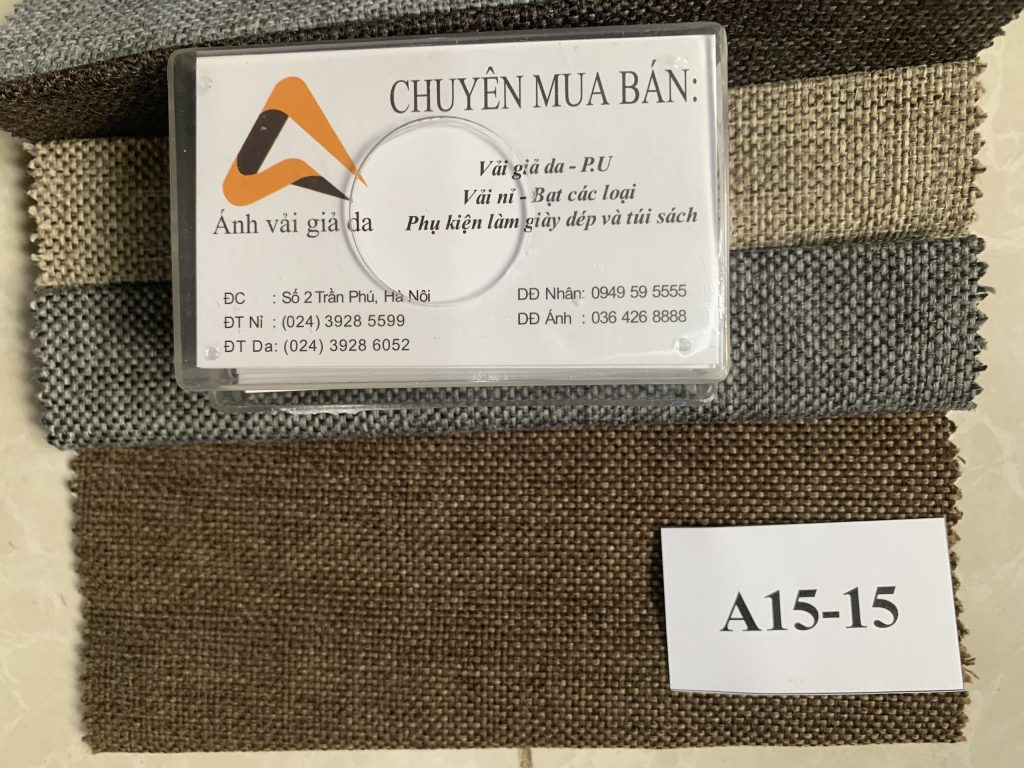 CHUYÊN MUA BÁN:
Vải giả da - P.U
Vải nỉ - Bạt các loại
Phụ kiện làm giày dép và túi sách
Ánh vải giả da
ĐC : Số 2 Trần Phú, Hà Nội
ĐT Nỉ : (024) 3928 5599
ĐT Da: (024) 3928 6052
DĐ Nhân: 0949 59 5555
DĐ Ánh : 036 426 8888
A15-15